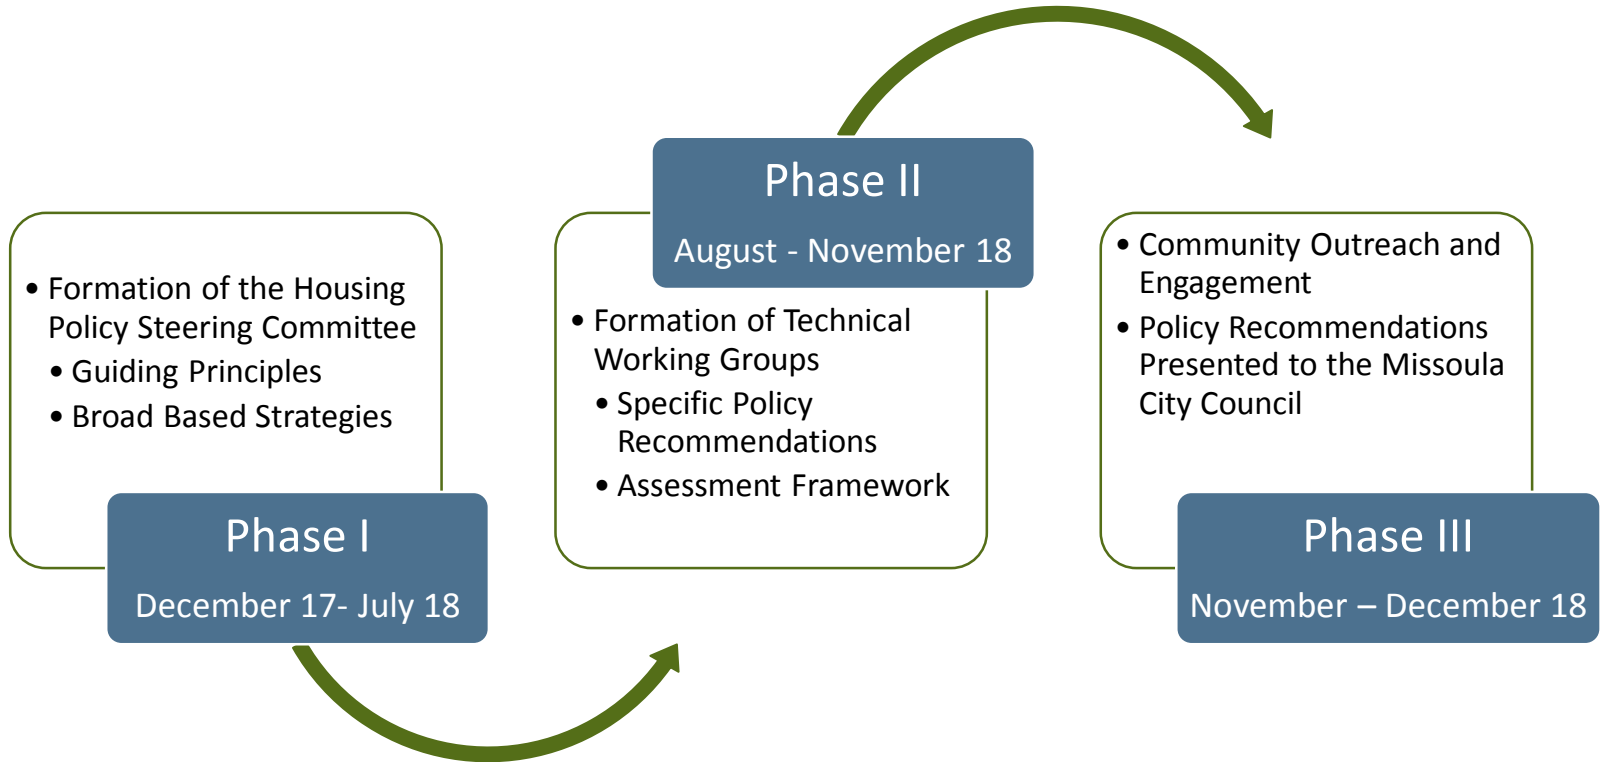 • Formation of the Housing
Policy Steering Committee
• Guiding Principles
• Broad Based Strategies
Phase I
December 17- July 18
Phase II
August - November 18
• Formation of Technical
Working Groups
• Specific Policy
Recommendations
• Assessment Framework
• Community Outreach and
Engagement
• Policy Recommendations
Presented to the Missoula
City Council
Phase III
November – December 18